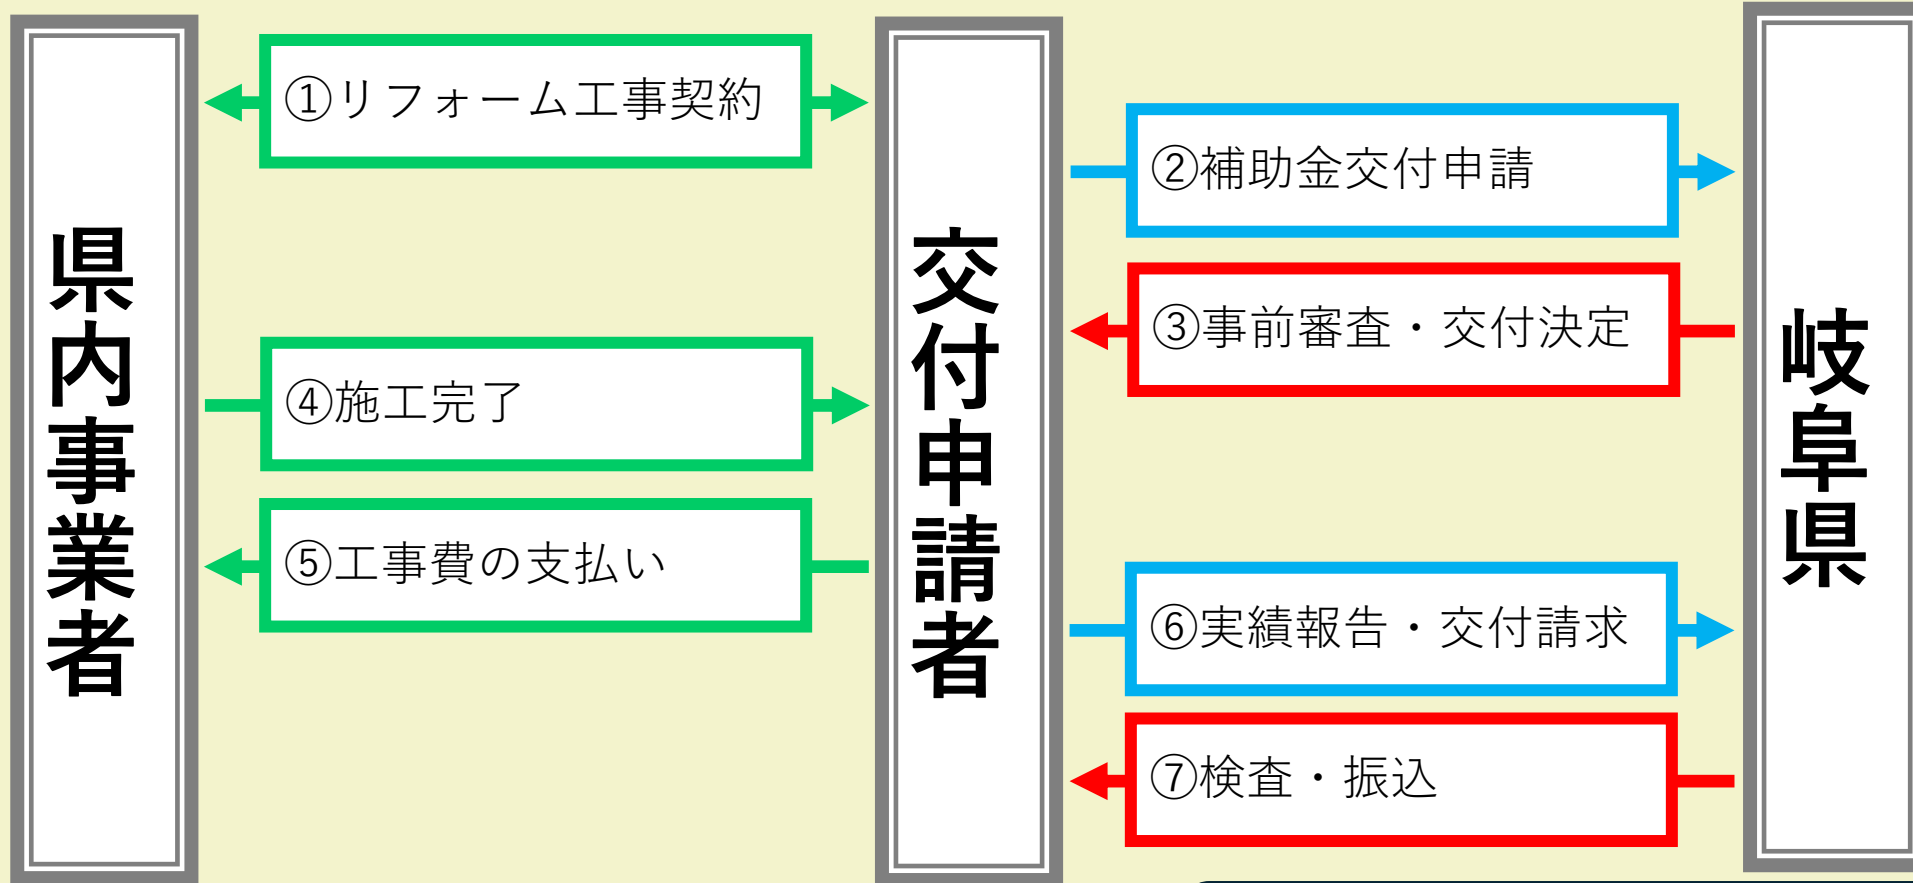 県内事業者
①リフォーム工事契約
交付申請者
②補助金交付申請
③事前審査・交付決定
④施工完了
⑤工事費の支払い
⑥実績報告・交付請求
⑦検査・振込
岐阜県